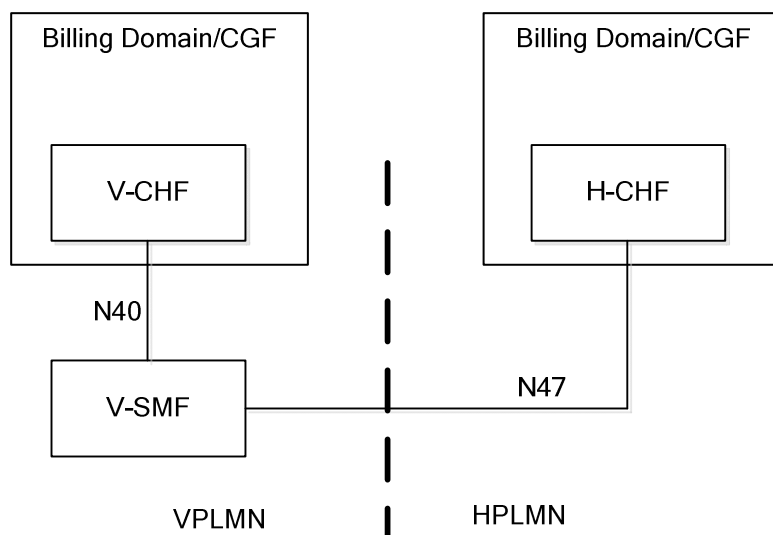 Billing Domain/CGF
V-CHF
N40
V-SMF
VPLMN
Billing Domain/CGF
H-CHF
N47
HPLMN